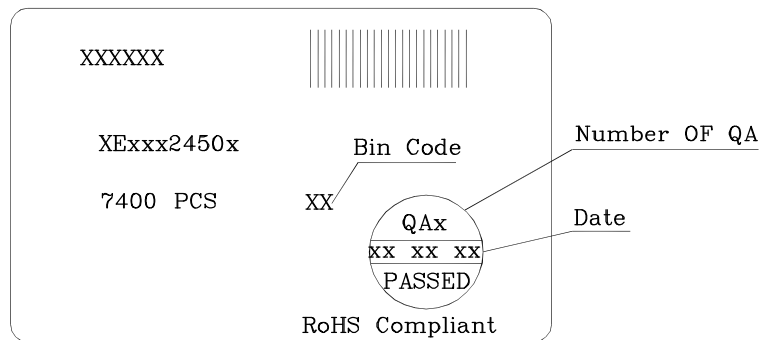 XXXXXX
XExxx2450x
Bin Code
Number OF QA
7400 PCS
XX
QAx
Date
xx xx xx
PASSED
RoHS Compliant